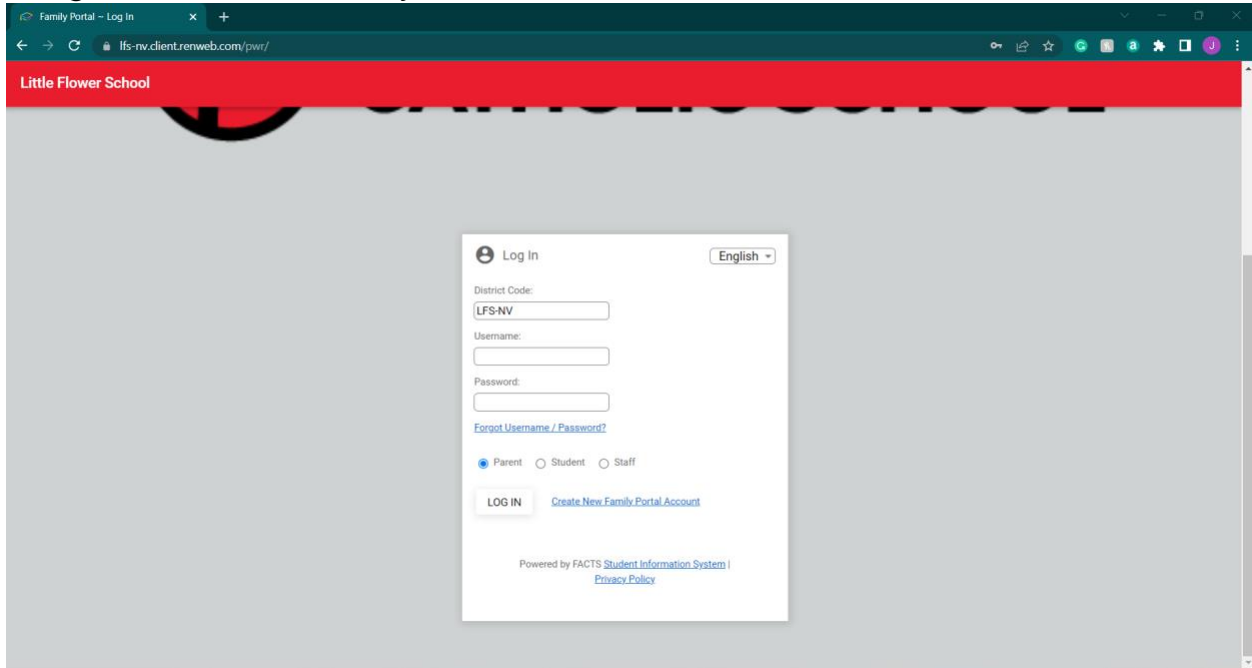 Family Portal – Log In
lfs-nv.client.renweb.com/pwr/
Little Flower School
Log In
English
District Code:
LFS-NV
Username:
Password:
Forgot Username / Password?
Parent Student Staff
LOG IN Create New Family Portal Account
Powered by FACTS Student Information System |
Privacy Policy